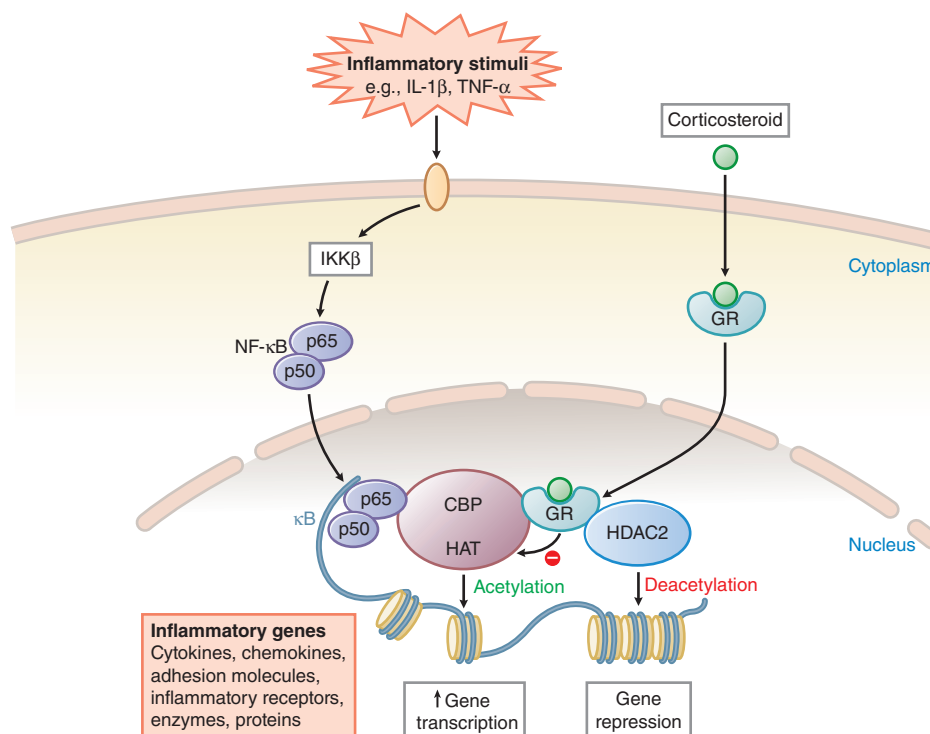 Inflammatory stimuli
e.g., IL-1β, TNF-α
Corticosteroid
IKKβ
Cytoplasm
GR
NF-κB
p65
p50
κB
p65
p50
CBP
HAT
GR
HDAC2
Nucleus
Acetylation
Deacetylation
Inflammatory genes
Cytokines, chemokines,
adhesion molecules,
inflammatory receptors,
enzymes, proteins
↑ Gene
transcription
Gene
repression